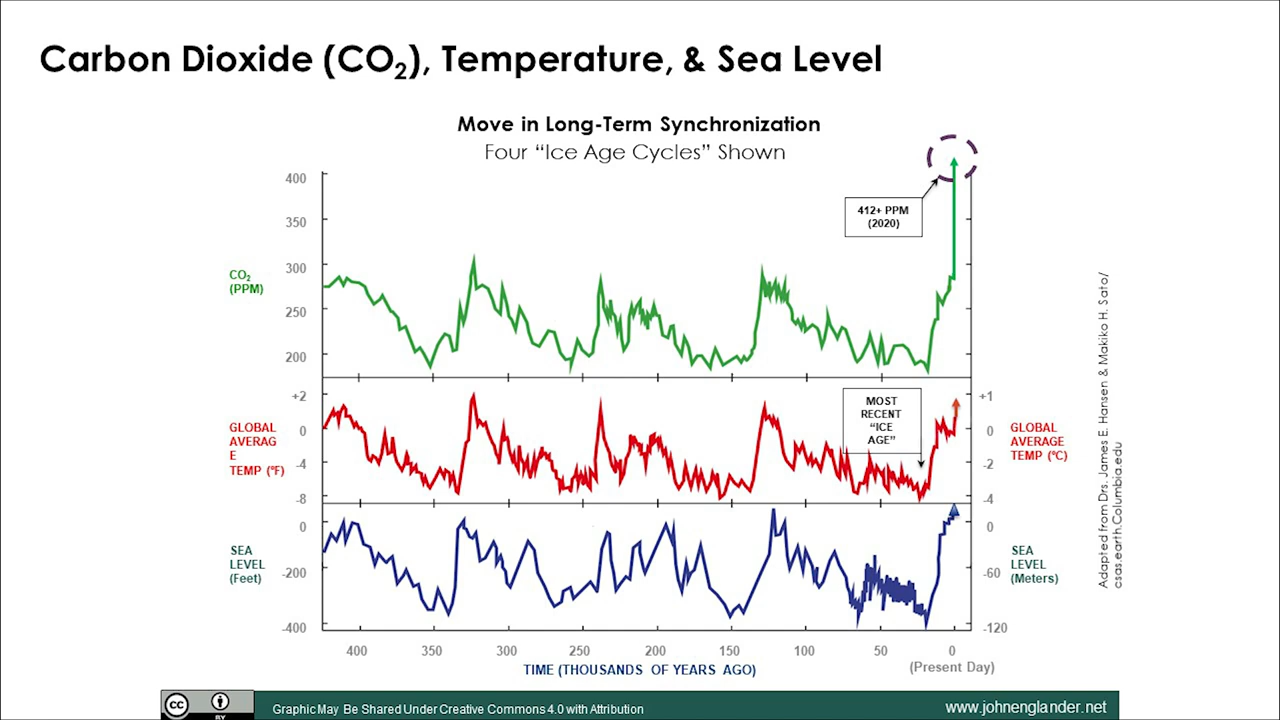 Carbon Dioxide (CO₂), Temperature, & Sea Level
Move in Long-Term Synchronization
Four “Ice Age Cycles” Shown
400
350
300
250
200
CO₂
(PPM)
412+ PPM
(2020)
+2
0
-4
-8
GLOBAL
AVERAG
E
TEMP (ºF)
MOST
RECENT
“ICE
AGE”
+1
0
-2
-4
GLOBAL
AVERAGE
TEMP (ºC)
0
-200
-400
SEA
LEVEL
(Feet)
0
-60
-120
SEA
LEVEL
(Meters)
400 350 300 250 200 150 100 50 0
(Present Day)
TIME (THOUSANDS OF YEARS AGO)
Adapted from Drs. James E. Hansen & Makiko H. Sato/
csas.earth.Columbia.edu
cc
BY
Graphic May Be Shared Under Creative Commons 4.0 with Attribution
www.johnenglander.net